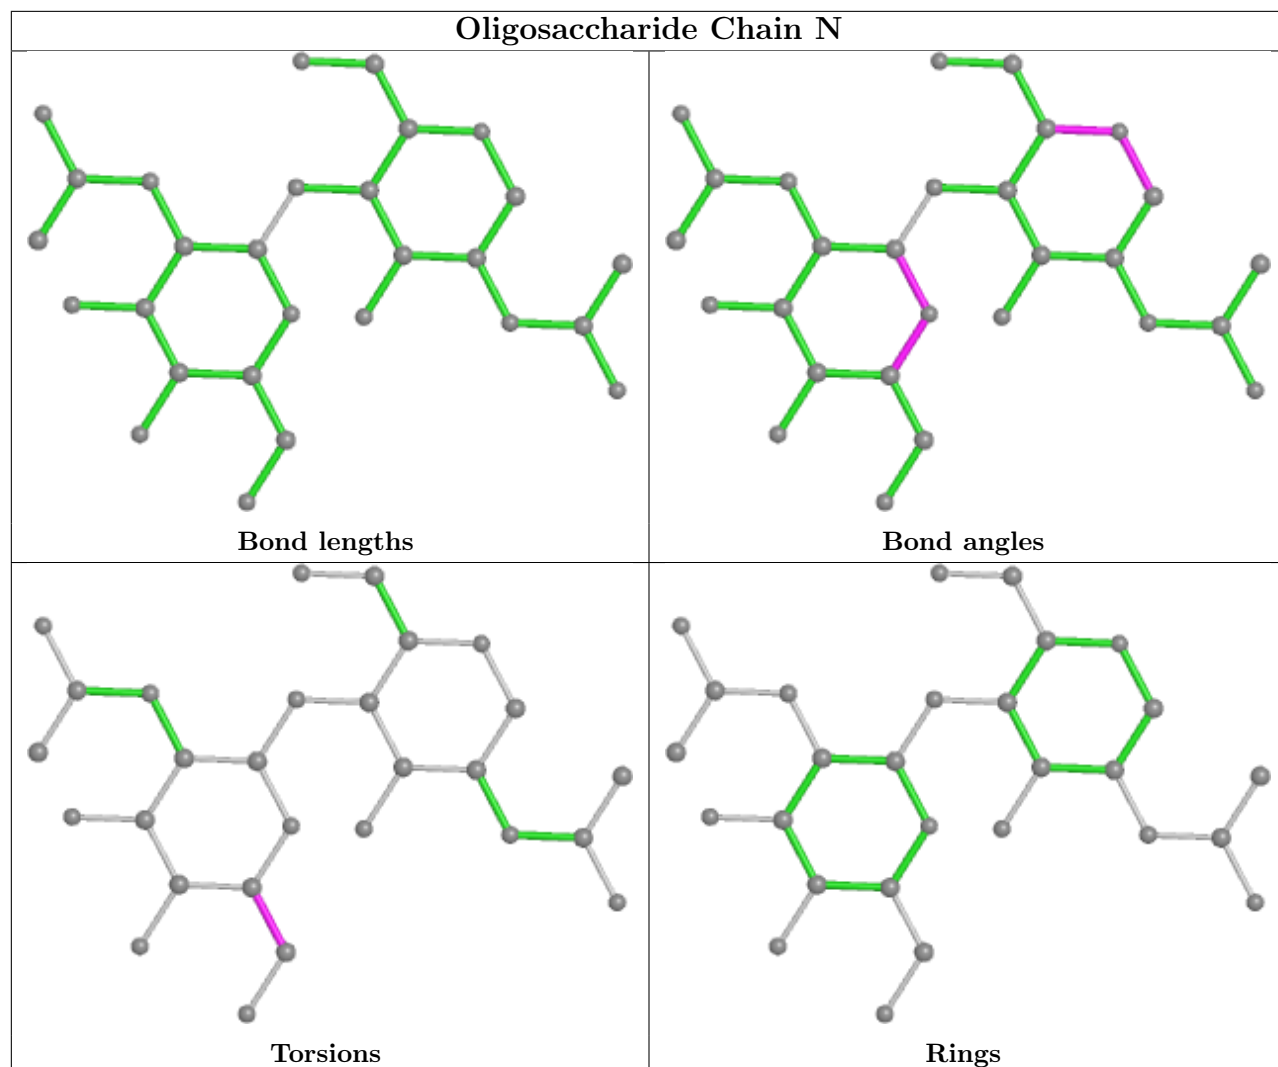 Oligosaccharide Chain N
Bond lengths
Bond angles
Torsions
Rings